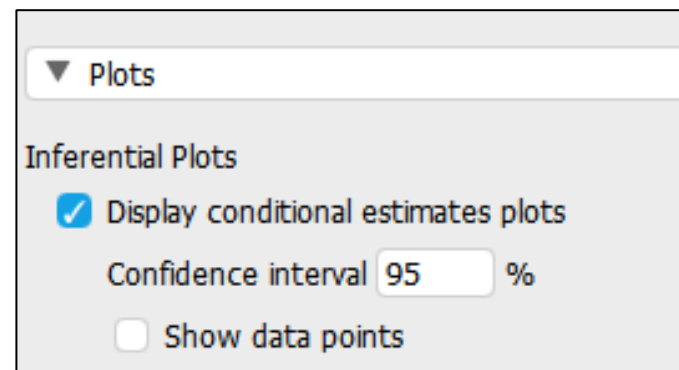 Plots
Inferential Plots
Display conditional estimates plots
Confidence interval 95 %
Show data points